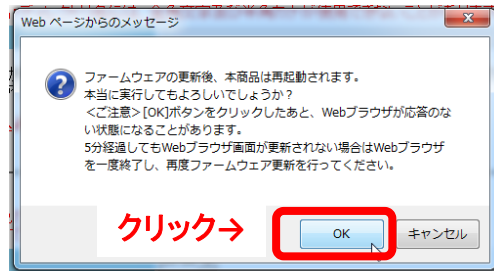 Web ページからのメッセージ
ファームウェアの更新後、本商品は再起動されます。
本当に実行してもよろしいでしょうか？
＜ご注意＞[OK]ボタンをクリックしたあと、Webブラウザが応答のな
い状態になることがあります。
5分経過してもWebブラウザ画面が更新されない場合はWebブラウザ
を一度終了し、再度ファームウェア更新を行ってください。
クリック→
OK
キャンセル